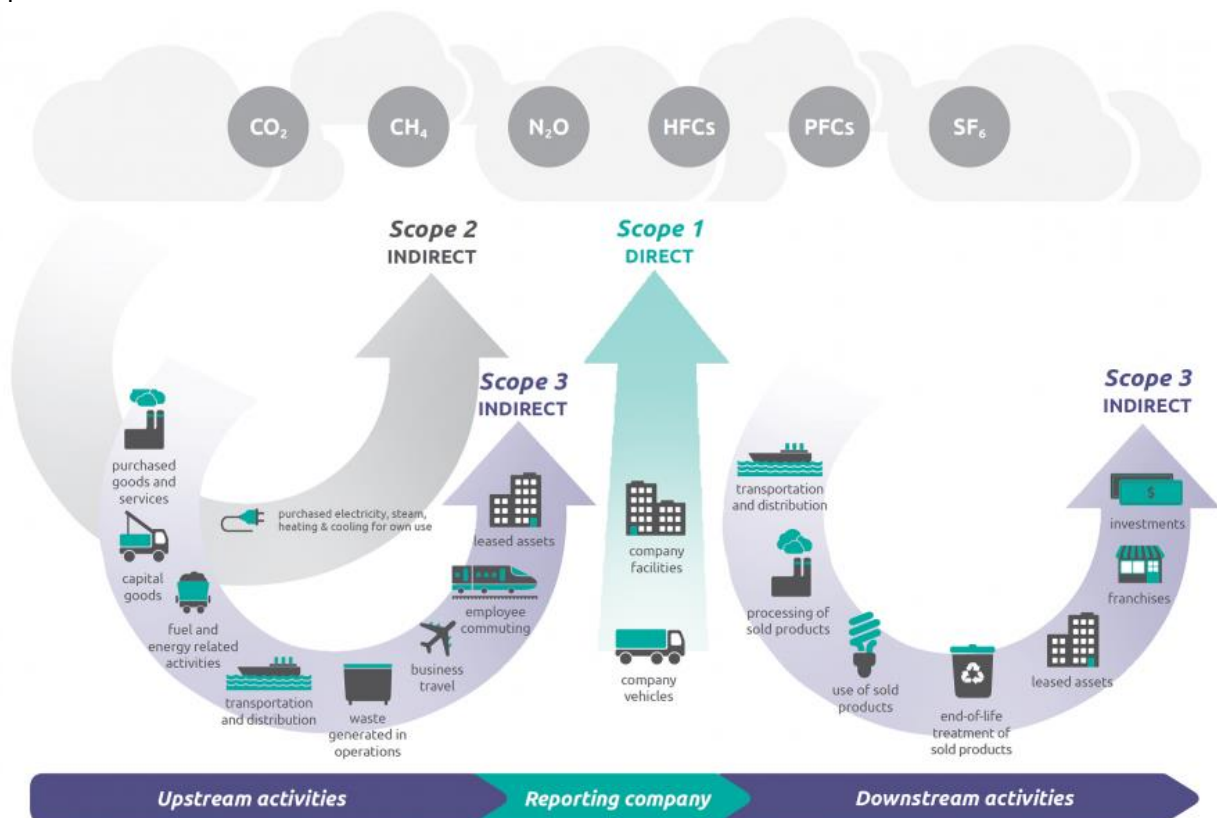 CO₂
CH₄
N₂O
HFCs
PFCs
SF₆
Scope 2
INDIRECT
Scope 1
DIRECT
Scope 3
INDIRECT
Scope 3
INDIRECT
purchased
goods and
services
capital
goods
fuel and
energy related
activities
purchased electricity, steam,
heating & cooling for own use
transportation
and distribution
waste
generated in
operations
business
travel
employee
commuting
leased assets
company
facilities
company
vehicles
transportation
and distribution
processing of
sold products
use of sold
products
end-of-life
treatment of
sold products
leased assets
franchises
$
investments
Upstream activities
Reporting company
Downstream activities